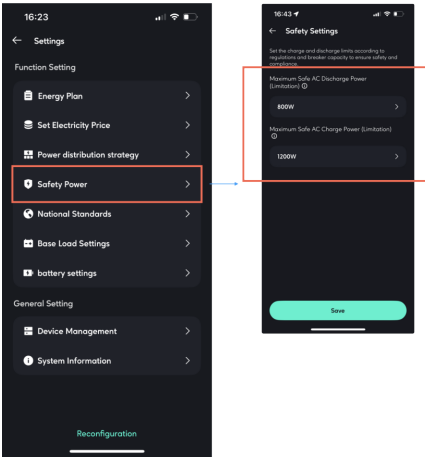 16:23
Settings
Function Setting
Energy Plan
Set Electricity Price
Power distribution strategy
Safety Power
National Standards
Base Load Settings
battery settings
General Setting
Device Management
System Information
Reconfiguration
16:43
Safety Settings
Set the charge and discharge limits according to
regulations and breaker capacity to ensure safety and
compliance.
Maximum Safe AC Discharge Power
(Limitation)
800W
Maximum Safe AC Charge Power (Limitation)
1200W
Save